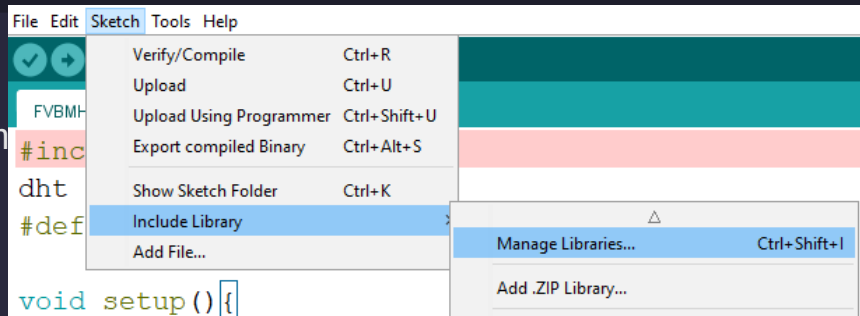 File Edit Sketch Tools Help
Verify/Compile Ctrl+R
Upload Ctrl+U
Upload Using Programmer Ctrl+Shift+U
Export compiled Binary Ctrl+Alt+S
Show Sketch Folder Ctrl+K
Include Library
Add File...
Manage Libraries... Ctrl+Shift+I
Add .ZIP Library...
FVBMH
#inc
dht
#def
void setup(){